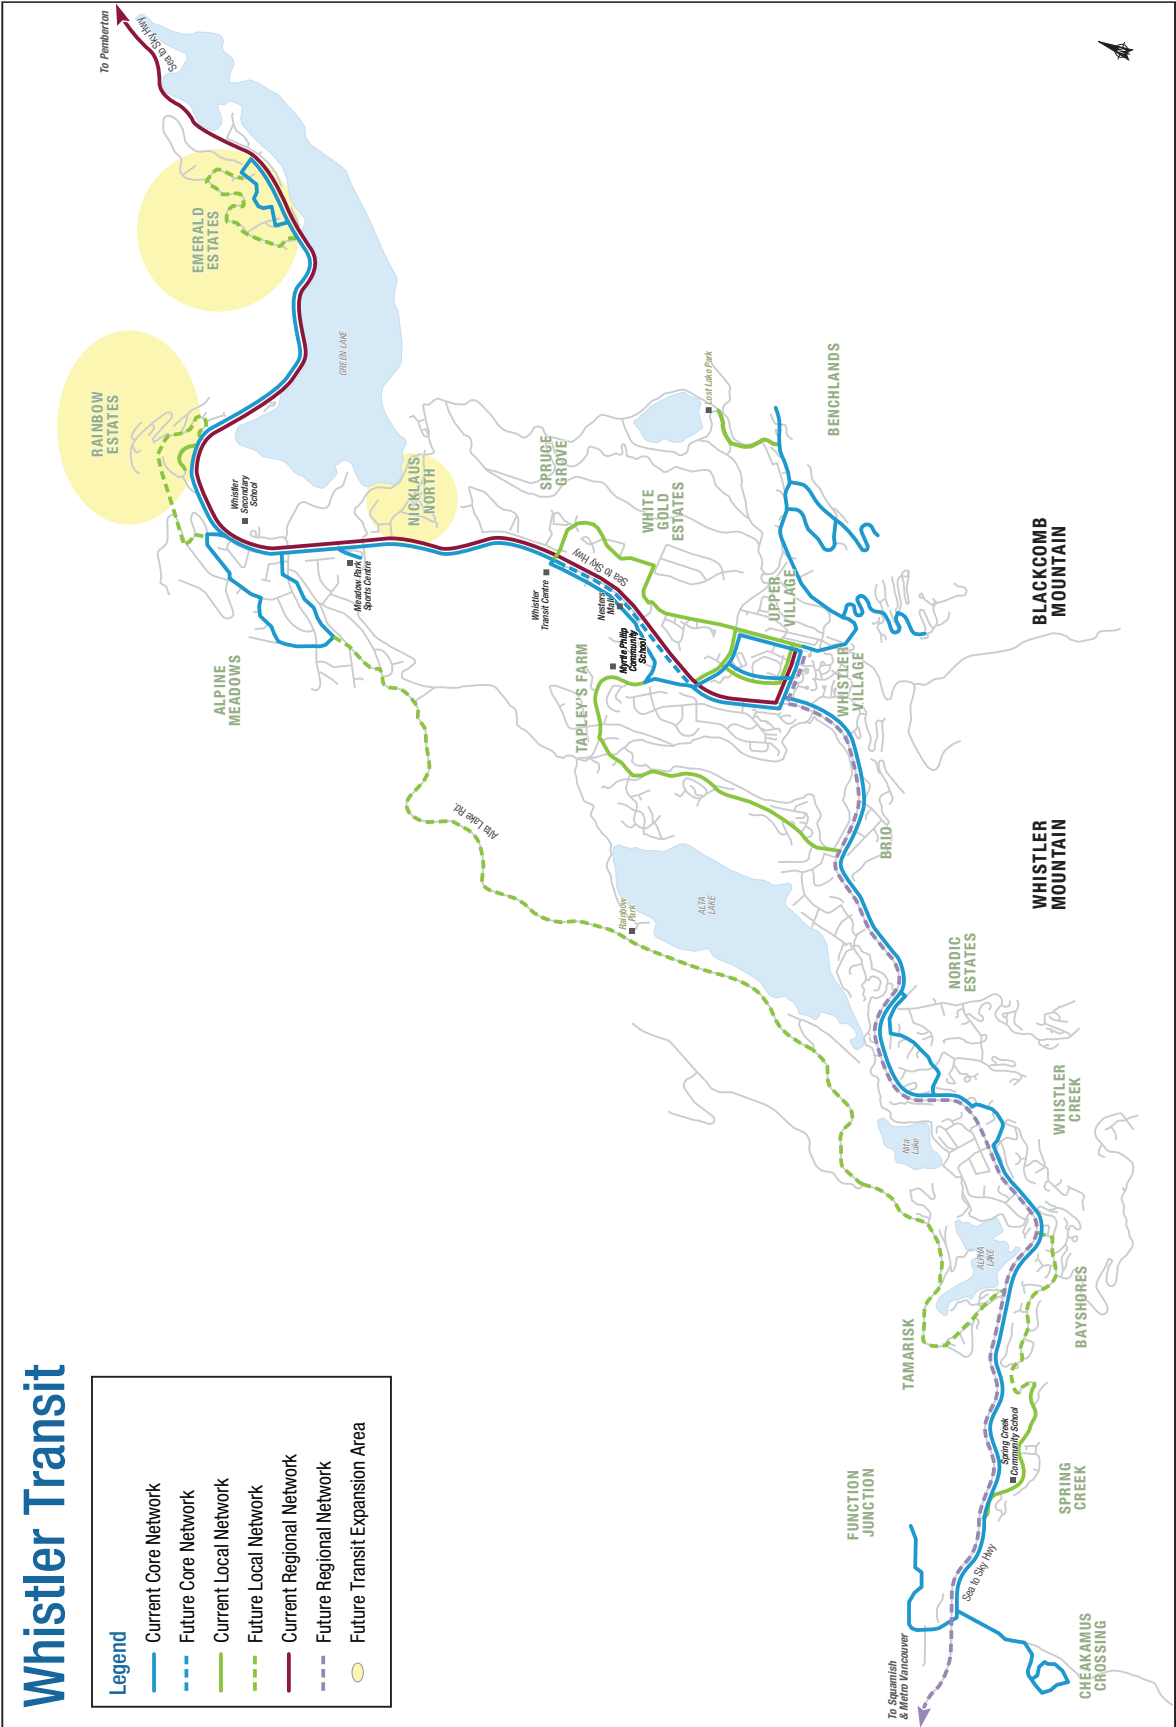 Whistler Transit
Legend
Current Core Network
Future Core Network
Current Local Network
Future Local Network
Current Regional Network
Future Regional Network
Future Transit Expansion Area
To Pemberton
Sea to Sky Hwy
EMERALD
ESTATES
RAINBOW
ESTATES
GREEN LAKE
Whistler
Secondary
School
NICKLAUS
NORTH
Meadow Park
Sports Centre
ALPINE
MEADOWS
SPRUCE
GROVE
WHITE
GOLD
ESTATES
Lost Lake Park
BENCHLANDS
Sea to Sky Hwy
Whistler
Transit Centre
Nesters
Mall
Myrtle Philip
Community
School
TAPLEY'S FARM
UPPER
VILLAGE
WHISTLER
VILLAGE
BLACKCOMB
MOUNTAIN
WHISTLER
MOUNTAIN
Alta Lake Rd.
Rainbow
Park
ALTA
LAKE
BRIO
NORDIC
ESTATES
WHISTLER
CREEK
Nita
Lake
ALPHA
LAKE
BAYSHORES
TAMARISK
Spring Creek
Community School
SPRING
CREEK
FUNCTION
JUNCTION
Sea to Sky Hwy
CHEAKAMUS
CROSSING
To Squamish
& Metro Vancouver
N